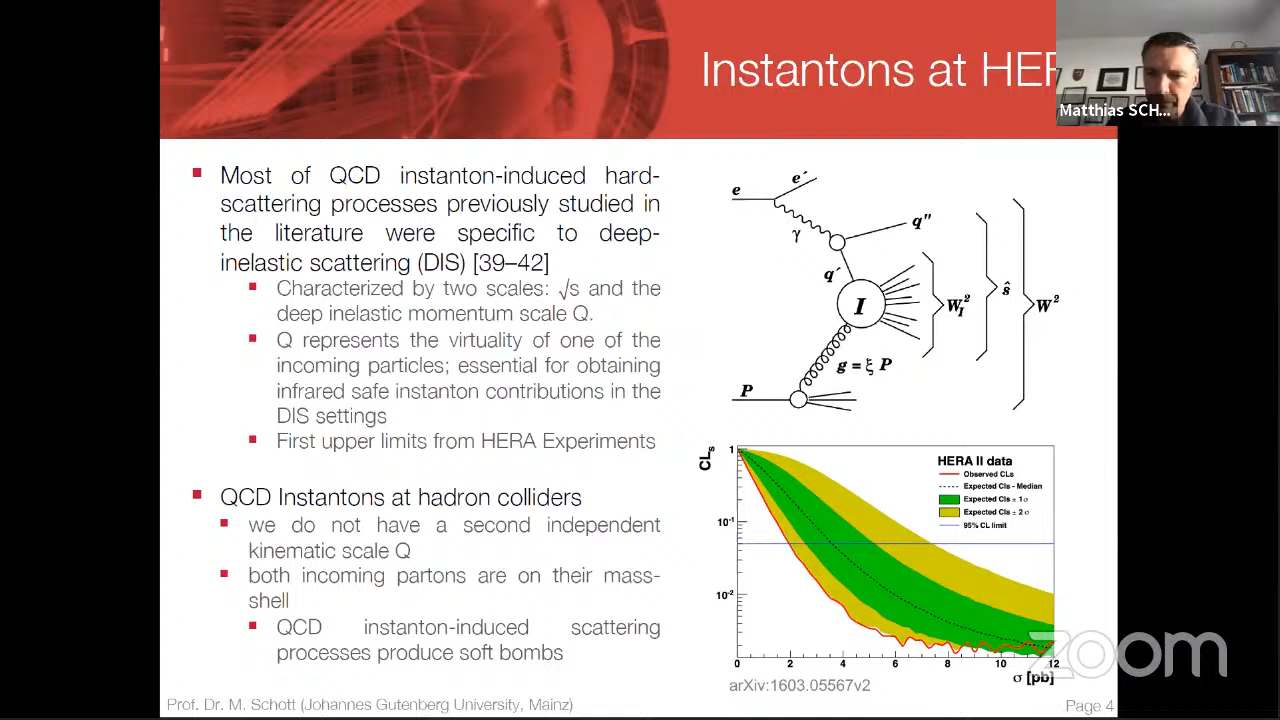 Instantons at HER
Matthias SCH...
Most of QCD instanton-induced hard-
scattering processes previously studied in
the literature were specific to deep-
inelastic scattering (DIS) [39–42]
Characterized by two scales: √s and the
deep inelastic momentum scale Q.
Q represents the virtuality of one of the
incoming particles; essential for obtaining
infrared safe instanton contributions in the
DIS settings
First upper limits from HERA Experiments
QCD Instantons at hadron colliders
we do not have a second independent
kinematic scale Q
both incoming partons are on their mass-
shell
QCD instanton-induced scattering
processes produce soft bombs
e
e´
γ
q"
q´
I
W_I^2
ŝ
W^2
g = ξ P
P
CLs
1
10^-1
10^-2
HERA II data
Observed CLs
Expected Cls - Median
Expected Cls ± 1σ
Expected Cls ± 2 σ
95% CL limit
0 2 4 6 8 10 12
σ [pb]
arXiv:1603.05567v2
zoom
Prof. Dr. M. Schott (Johannes Gutenberg University, Mainz)
Page 4